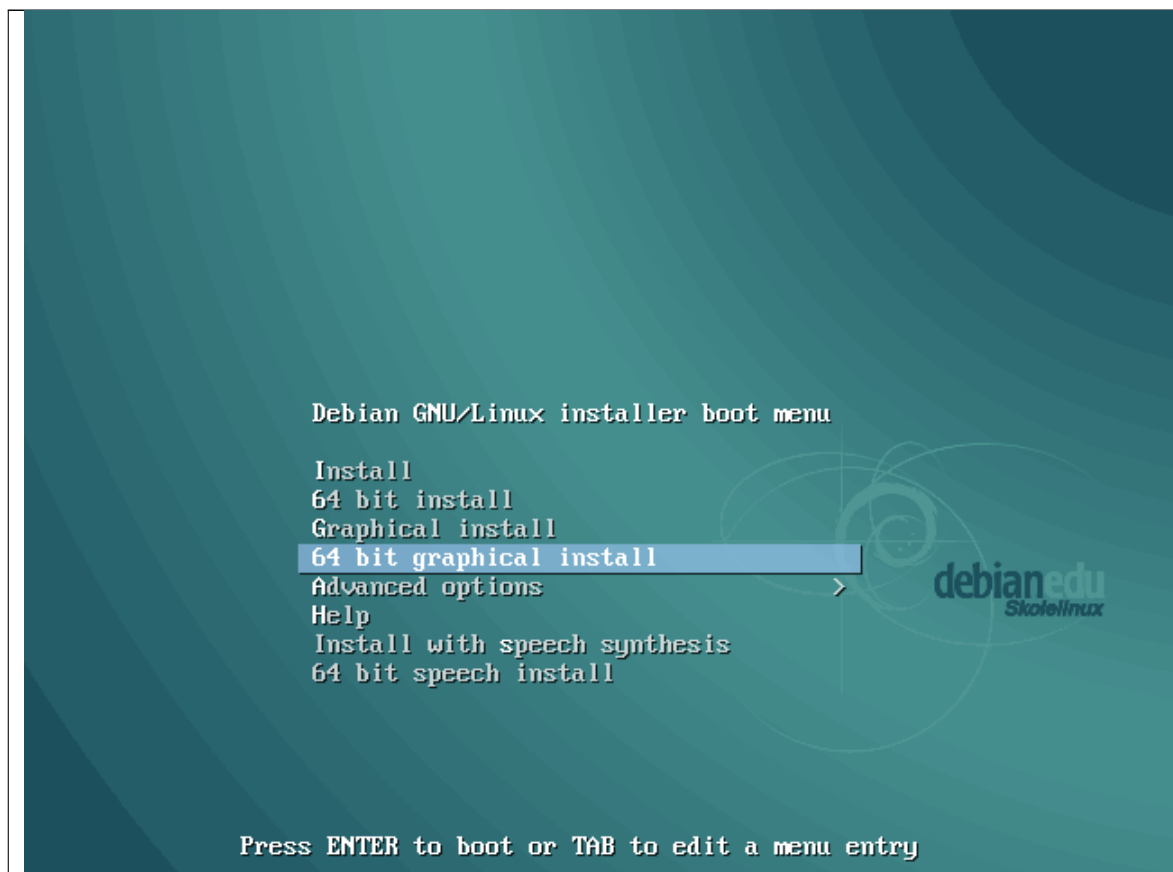 Debian GNU/Linux installer boot menu
Install
64 bit install
Graphical install
64 bit graphical install
Advanced options >
Help
Install with speech synthesis
64 bit speech install
debianedu
Skolelinux
Press ENTER to boot or TAB to edit a menu entry